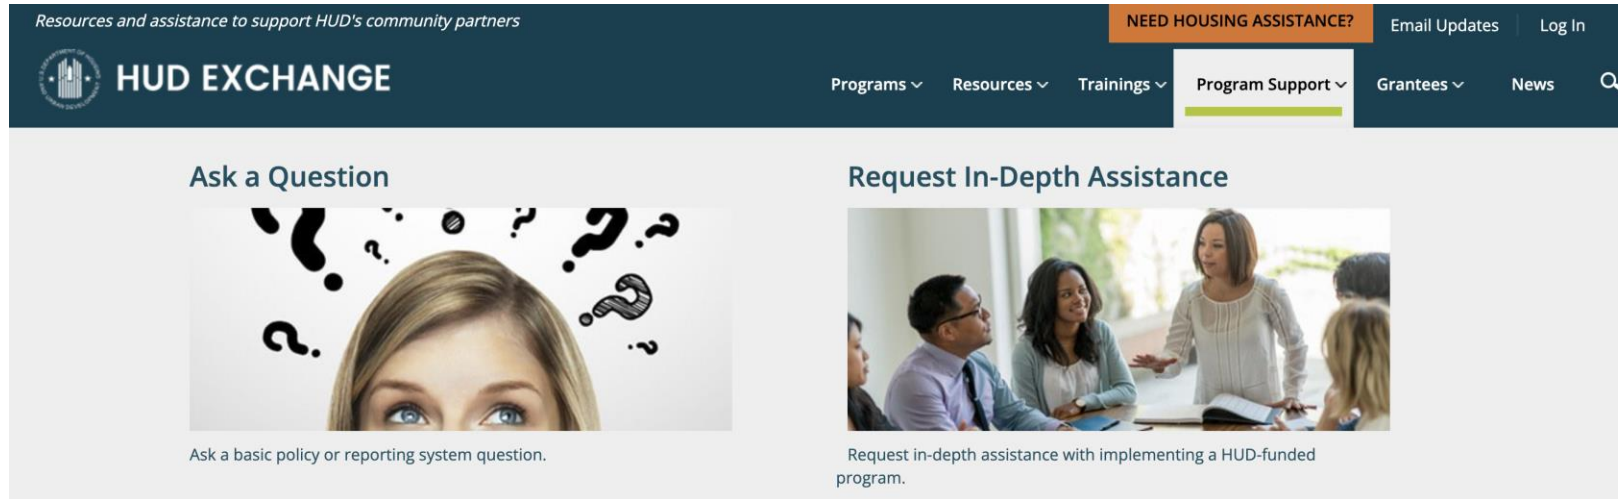 Resources and assistance to support HUD's community partners
NEED HOUSING ASSISTANCE?
Email Updates
Log In
HUD EXCHANGE
Programs
Resources
Trainings
Program Support
Grantees
News
Ask a Question
Request In-Depth Assistance
Ask a basic policy or reporting system question.
Request in-depth assistance with implementing a HUD-funded
program.